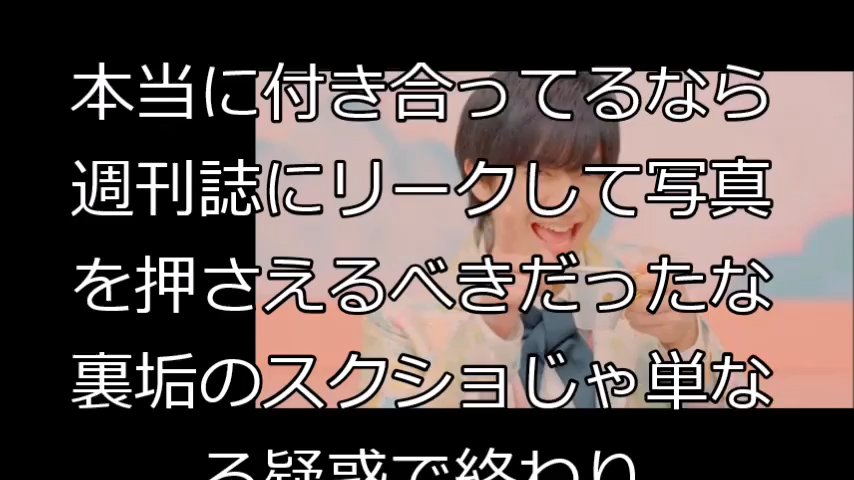 本当に付き合ってるなら
週刊誌にリークして写真
を押さえるべきだったな
裏垢のスクショじゃ単な
る疑惑で終わり